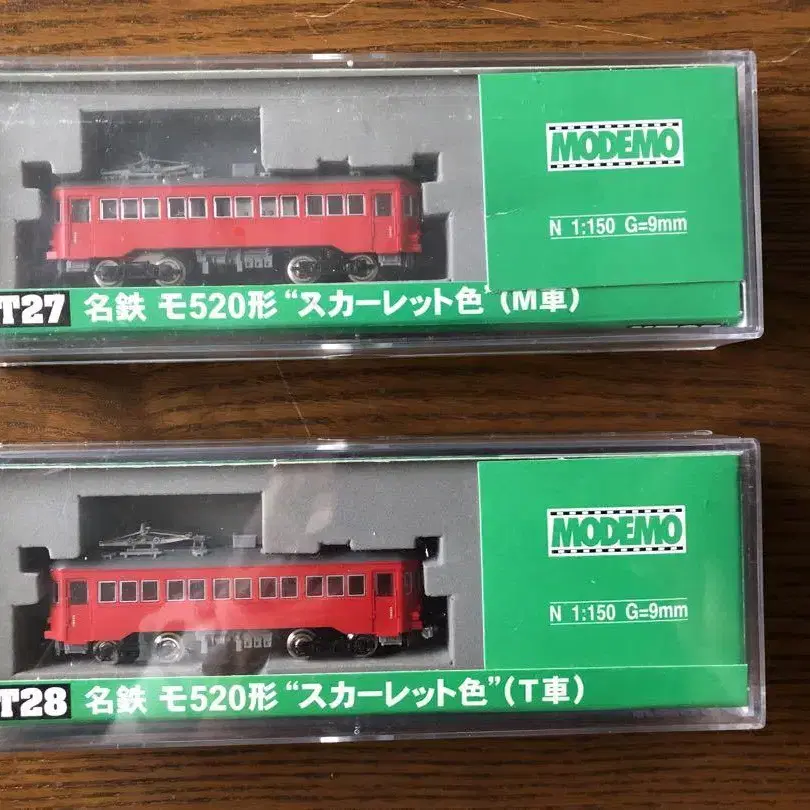 MODEMO
N 1:150 G=9mm
T27 名鉄 モ520形 “スカーレット色” (M車)
MODEMO
N 1:150 G=9mm
T28 名鉄 モ520形 “スカーレット色” (T車)